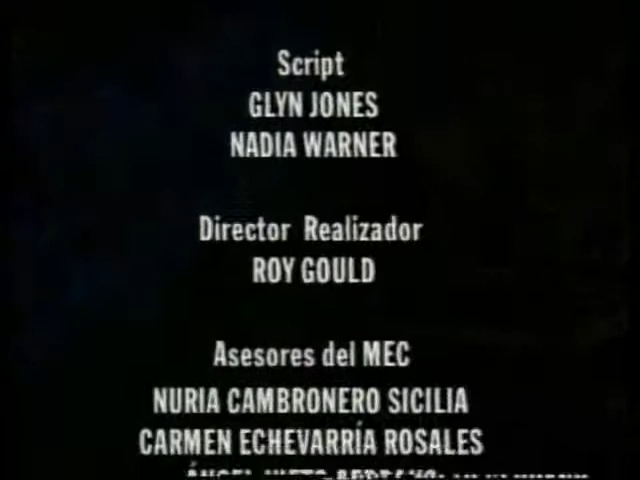 Script
GLYN JONES
NADIA WARNER
Director Realizador
ROY GOULD
Asesores del MEC
NURIA CAMBRONERO SICILIA
CARMEN ECHEVARRÍA ROSALES